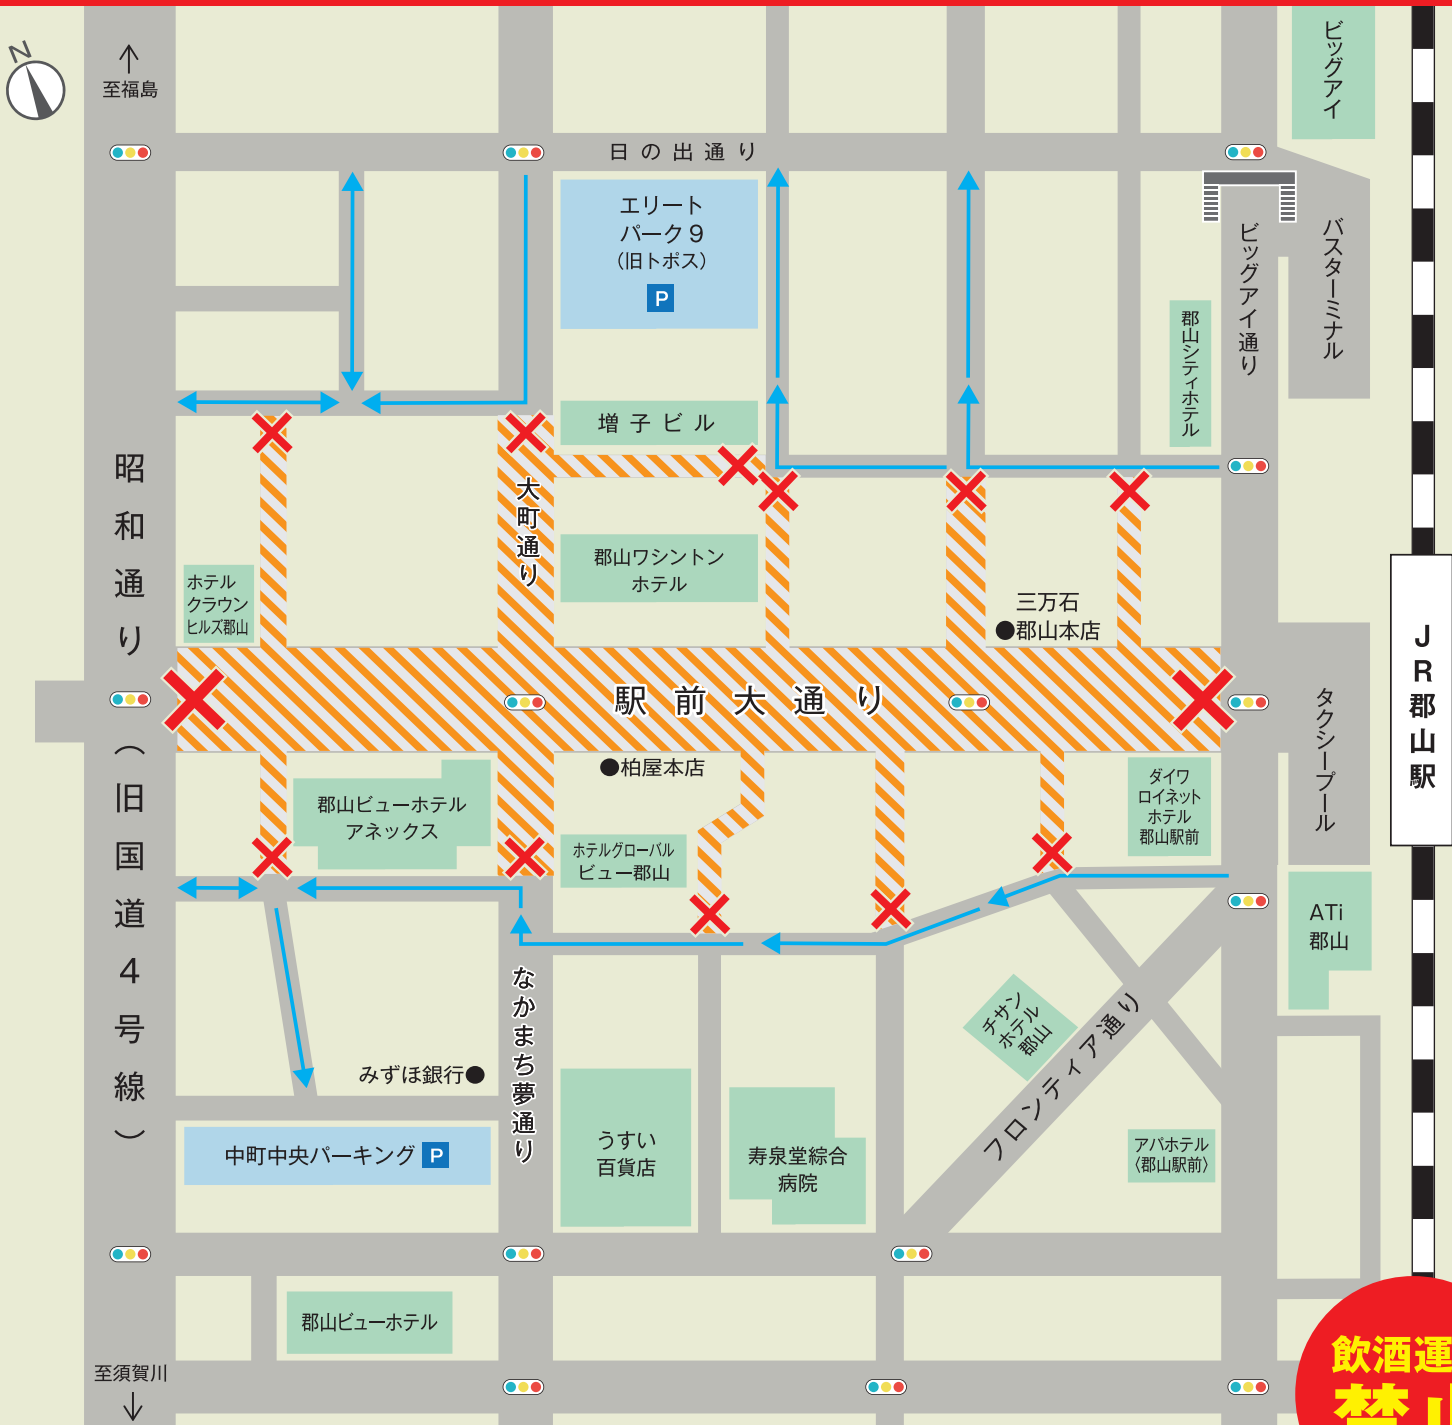 N
至福島
日の出通り
ビッグアイ
エリート
パーク9
（旧トポス）
P
ビッグアイ通り
バスターミナル
郡山シティホテル
増子ビル
大町通り
昭和通り（旧国道4号線）
郡山ワシントン
ホテル
ホテル
クラウン
ヒルズ郡山
三万石
●郡山本店
駅前大通り
JR郡山駅
タクシープール
●柏屋本店
郡山ビューホテル
アネックス
ホテルグローバル
ビュー郡山
ダイワ
ロイネット
ホテル
郡山駅前
ATi
郡山
なかまち夢通り
チサン
ホテル
郡山
フロンティア通り
みずほ銀行●
中町中央パーキング P
うすい
百貨店
寿泉堂綜合
病院
アパホテル
〈郡山駅前〉
郡山ビューホテル
至須賀川
飲酒運